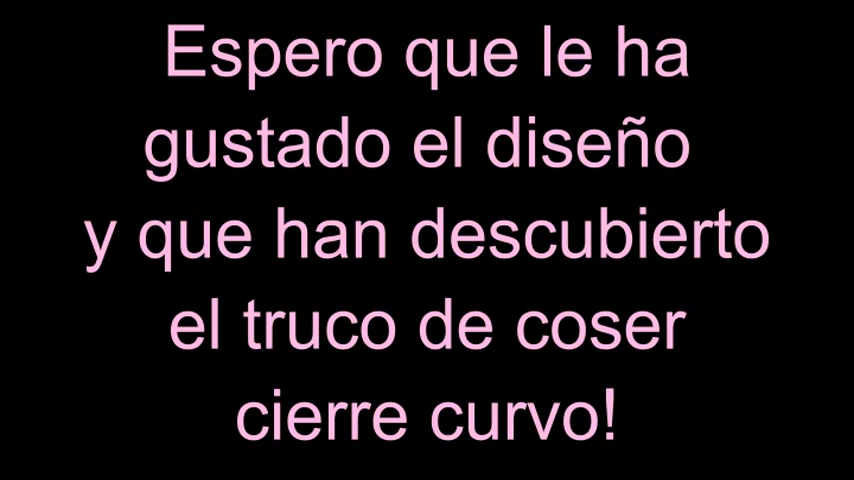 Espero que le ha
gustado el diseño
y que han descubierto
el truco de coser
cierre curvo!